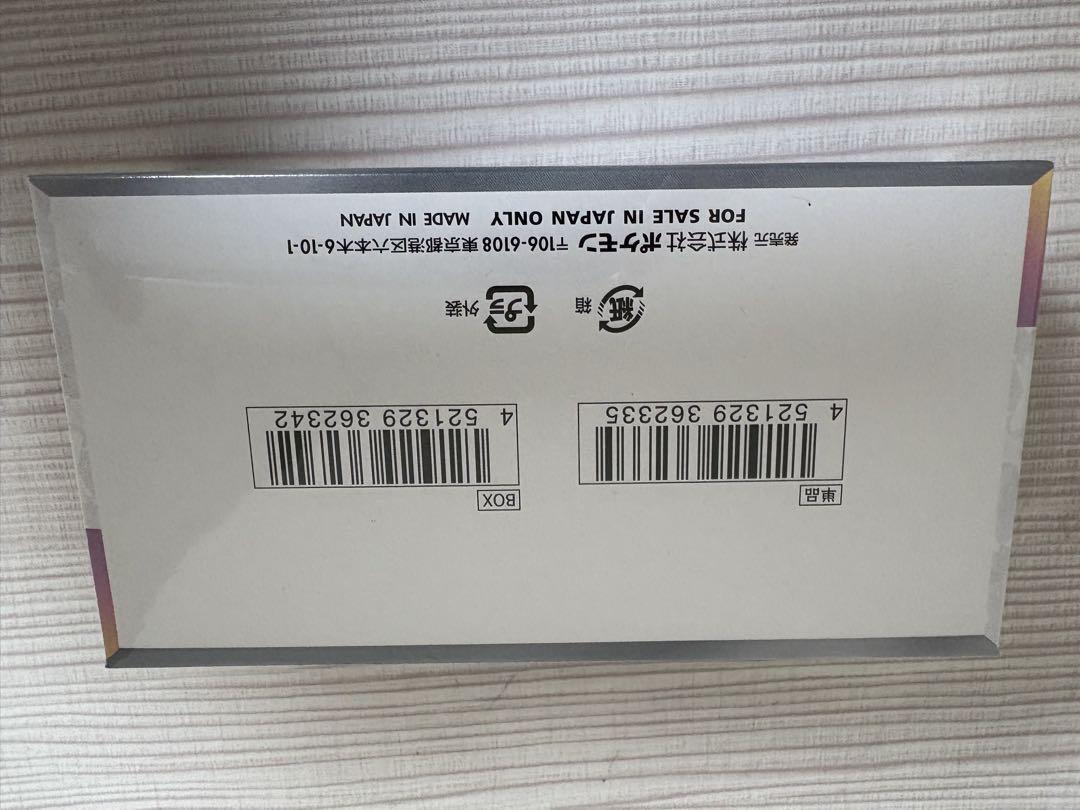 BOX
4 521329 362342
単品
4 521329 362335
プラ 外装
紙 箱
発売元 株式会社ポケモン 〒106-6108 東京都港区六本木6-10-1
FOR SALE IN JAPAN ONLY MADE IN JAPAN